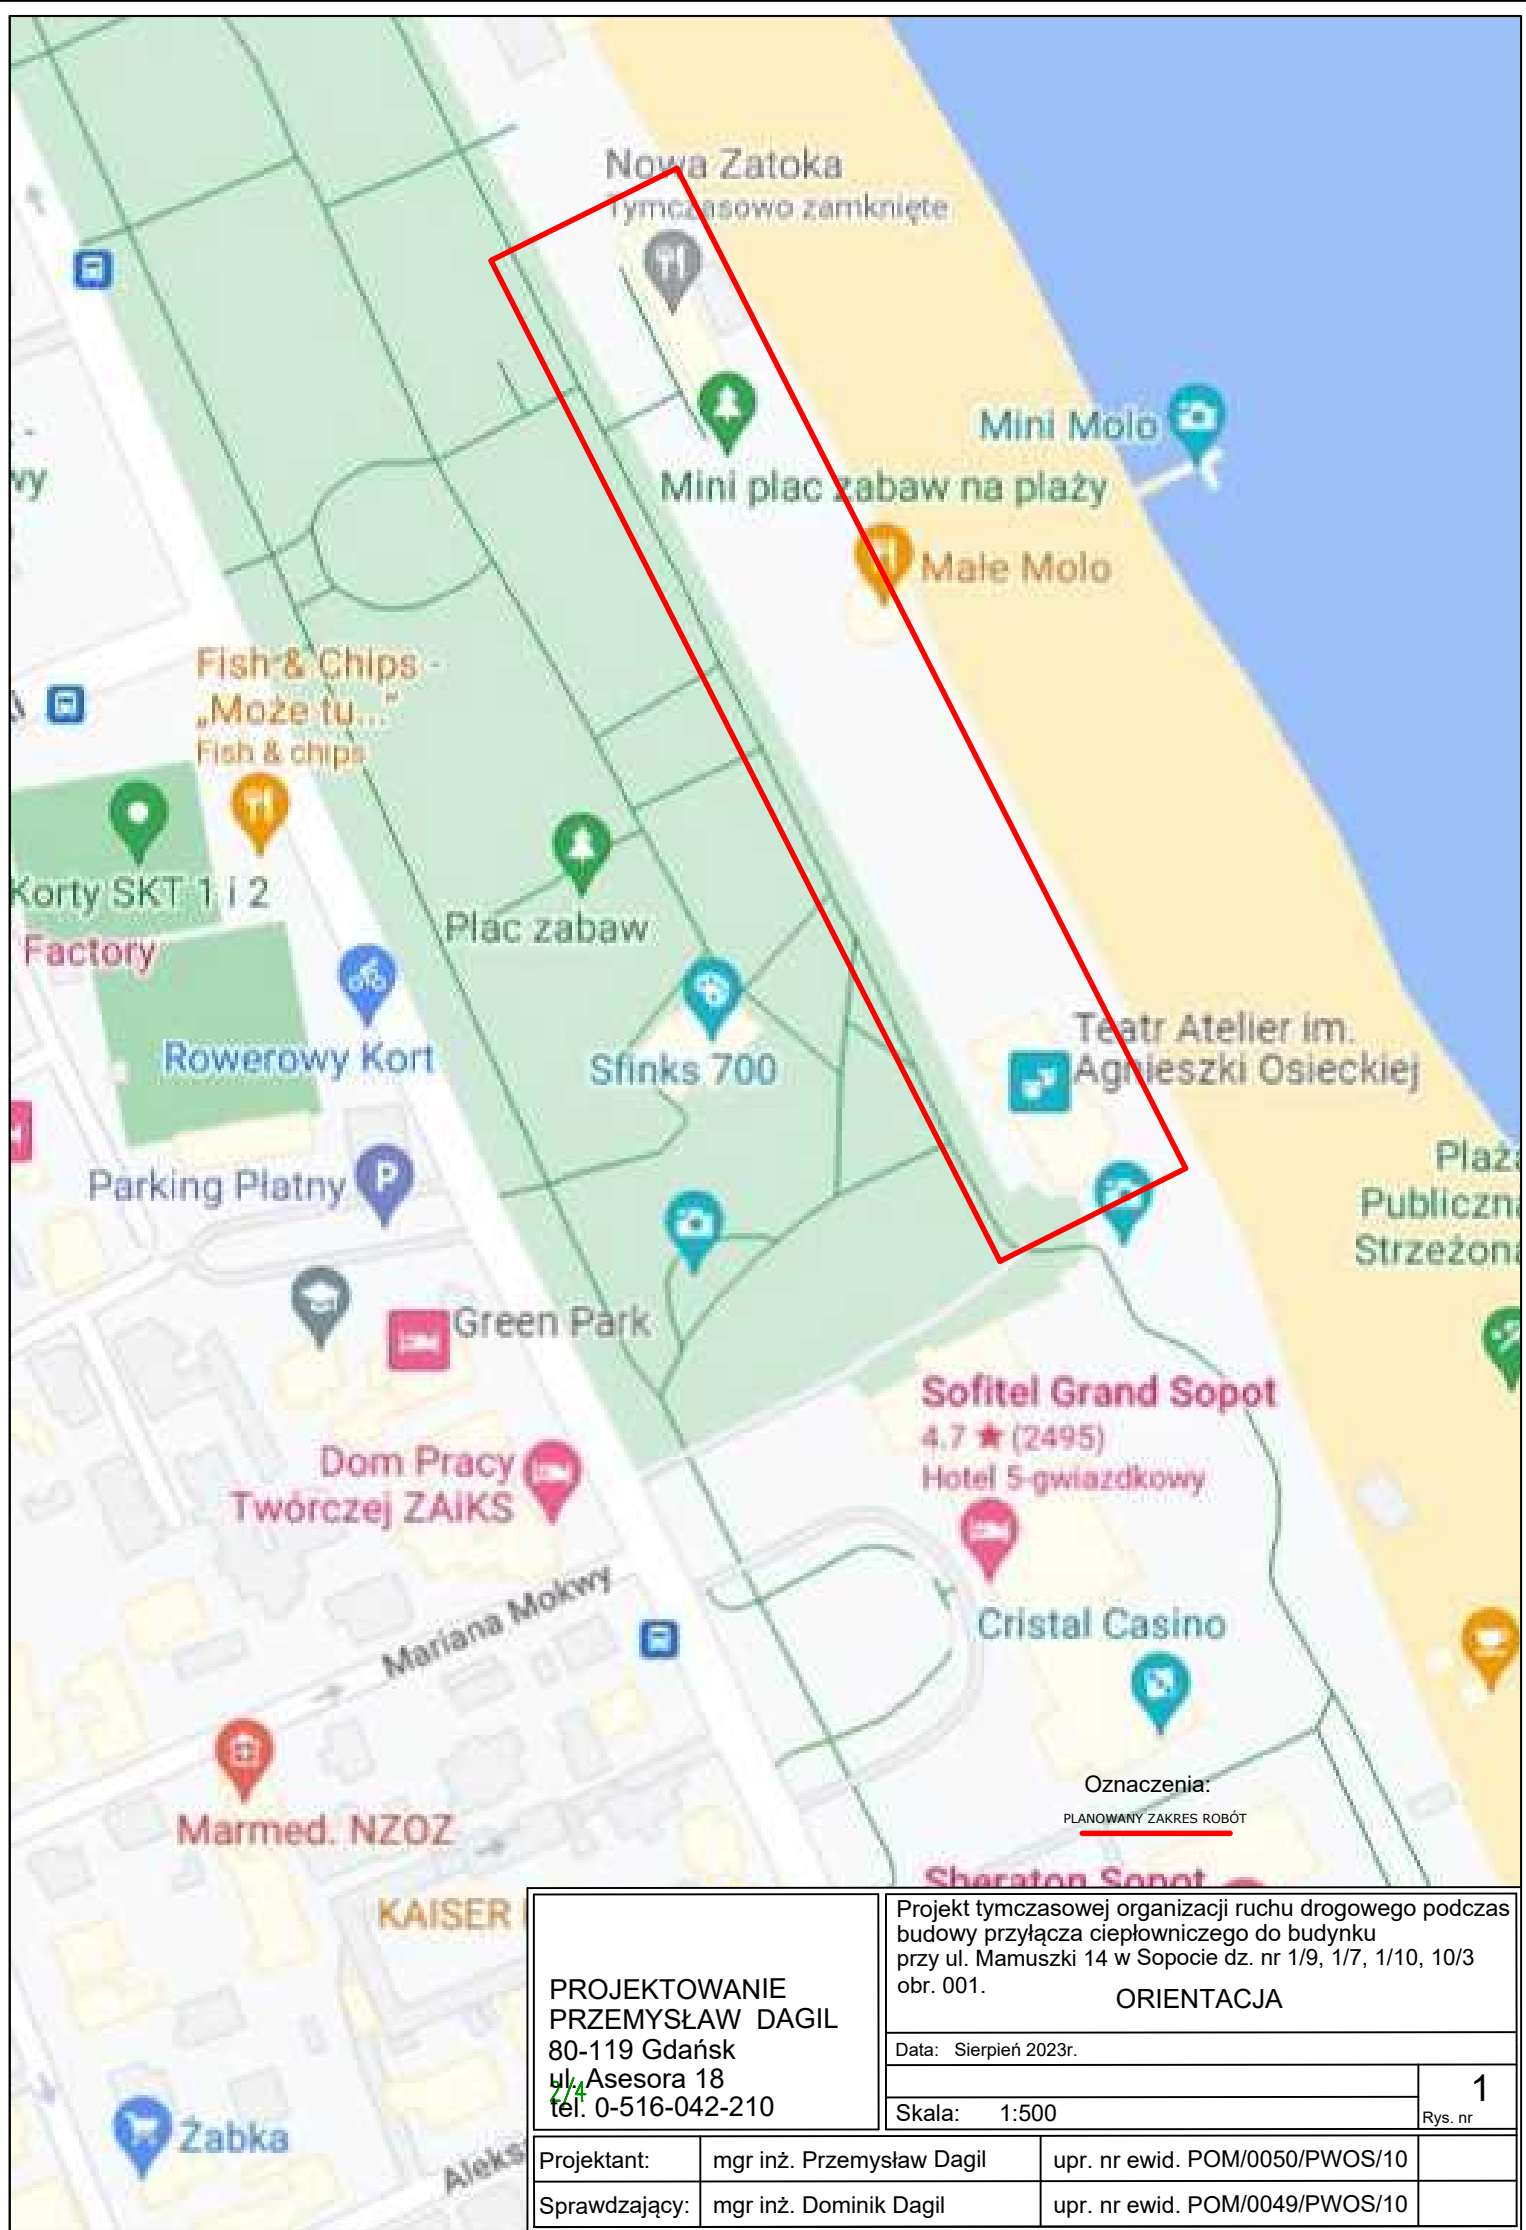 Nowa Zatoka
Tymczasowo zamknięte
Mini Molo
wy
Mini plac zabaw na plaży
Małe Molo
Fish & Chips -
„Może tu..."
Fish & chips
Korty SKT 1 i 2
Factory
Plac zabaw
Rowerowy Kort
Sfinks 700
Teatr Atelier im.
Agnieszki Osieckiej
Parking Płatny
P
Plaża
Publiczna
Strzeżona
Green Park
Sofitel Grand Sopot
4.7 ★ (2495)
Hotel 5-gwiazdkowy
Dom Pracy
Twórczej ZAIKS
Mariana Mokwy
Cristal Casino
Marmed. NZOZ
Oznaczenia:
PLANOWANY ZAKRES ROBÓT
Sheraton Sopot
KAISER
Żabka
Aleks
PROJEKTOWANIE
PRZEMYSŁAW DAGIL
80-119 Gdańsk
ul. Asesora 18
2/4
tel. 0-516-042-210
Projekt tymczasowej organizacji ruchu drogowego podczas
budowy przyłącza ciepłowniczego do budynku
przy ul. Mamuszki 14 w Sopocie dz. nr 1/9, 1/7, 1/10, 10/3
obr. 001.
ORIENTACJA
Data: Sierpień 2023r.
Skala: 1:500
1
Rys. nr
Projektant: mgr inż. Przemysław Dagil upr. nr ewid. POM/0050/PWOS/10
Sprawdzający: mgr inż. Dominik Dagil upr. nr ewid. POM/0049/PWOS/10